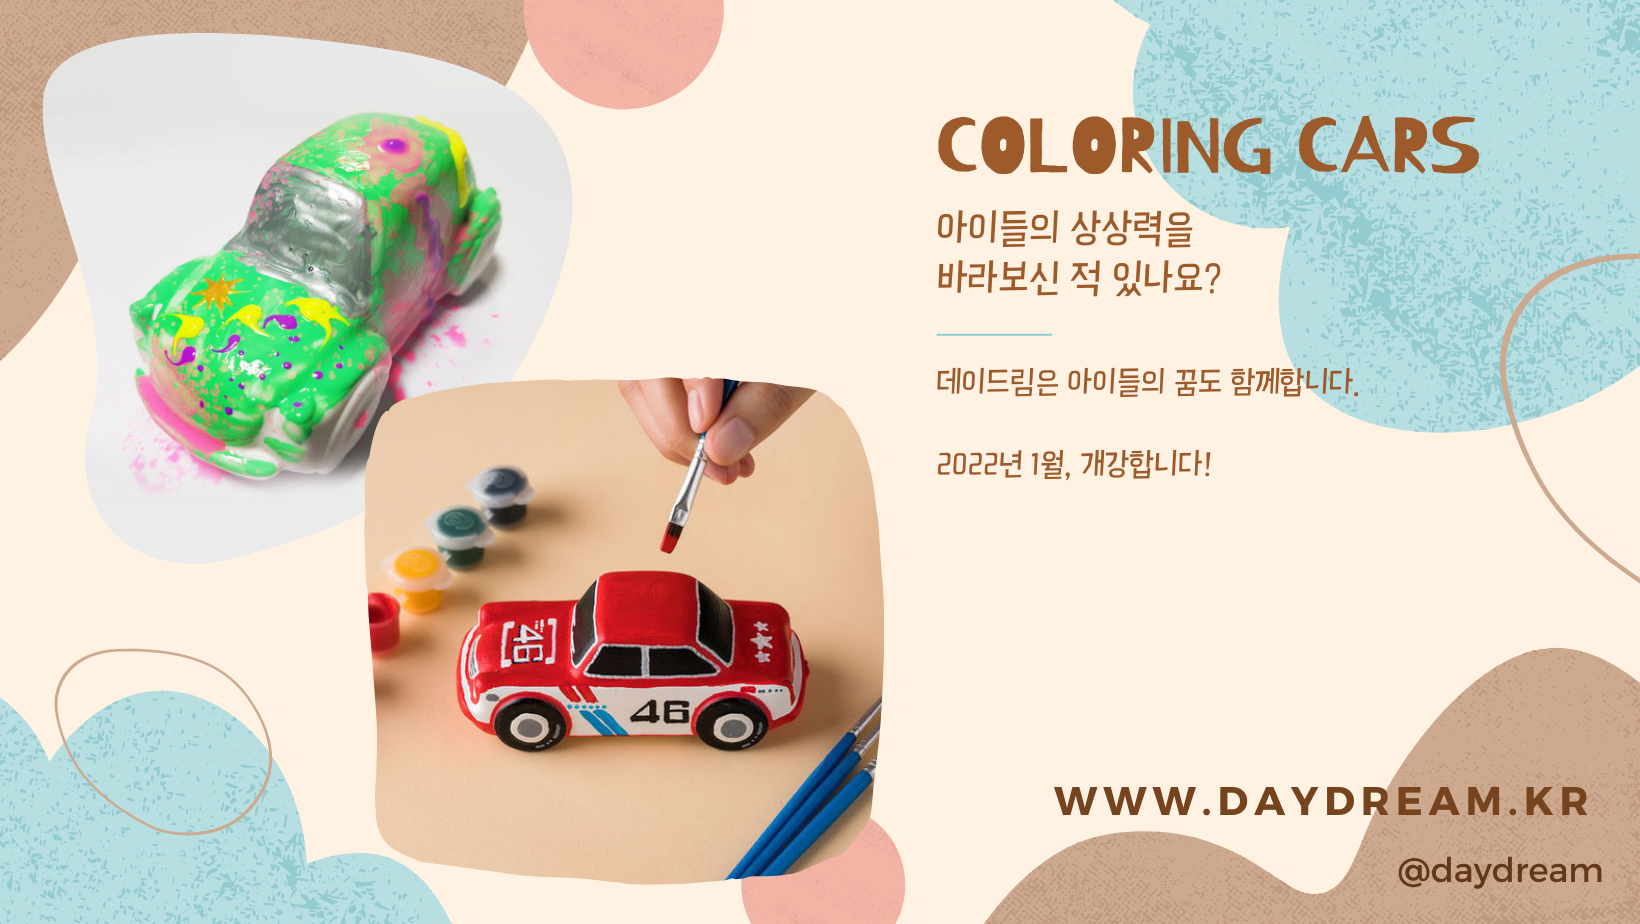 COLORING CARS
아이들의 상상력을
바라보신 적 있나요?
데이드림은 아이들의 꿈도 함께합니다.
2022년 1월, 개강합니다!
46
46
WWW.DAYDREAM.KR
@daydream